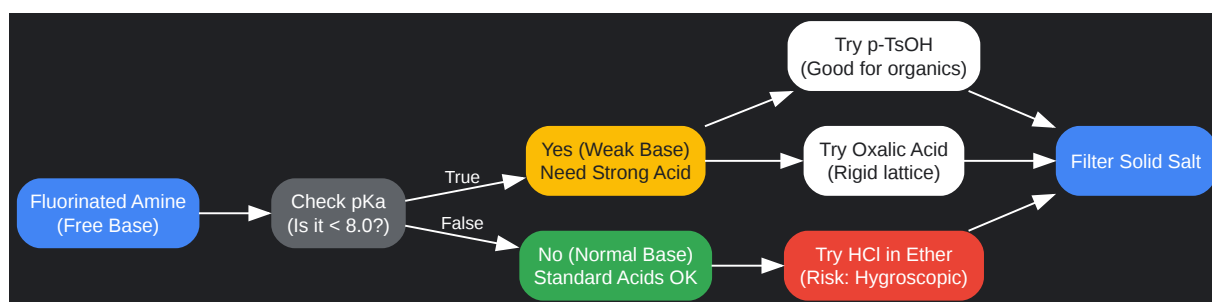 Fluorinated Amine
(Free Base)
Check pKa
(Is it < 8.0?)
True
False
Yes (Weak Base)
Need Strong Acid
No (Normal Base)
Standard Acids OK
Try p-TsOH
(Good for organics)
Try Oxalic Acid
(Rigid lattice)
Try HCl in Ether
(Risk: Hygroscopic)
Filter Solid Salt